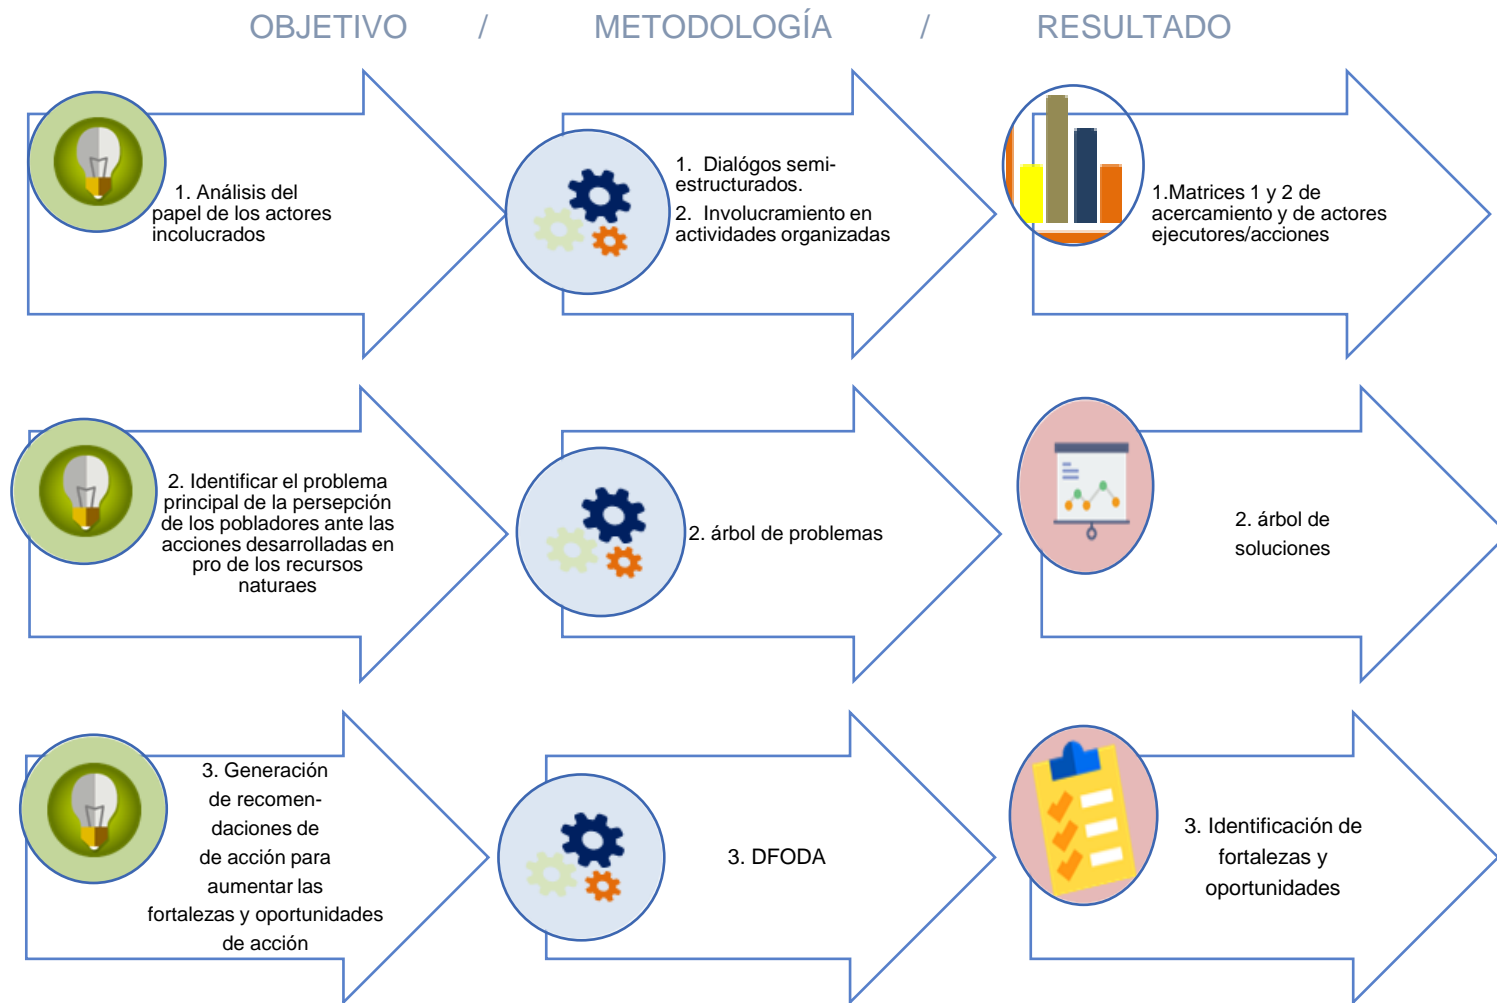 OBJETIVO / METODOLOGÍA / RESULTADO
1. Análisis del
papel de los actores
incolucrados
1. Dialógos semi-
estructurados.
2. Involucramiento en
actividades organizadas
1.Matrices 1 y 2 de
acercamiento y de actores
ejecutores/acciones
2. Identificar el problema
principal de la persepción
de los pobladores ante las
acciones desarrolladas en
pro de los recursos
naturaes
2. árbol de problemas
2. árbol de
soluciones
3. Generación
de recomen-
daciones de
de acción para
aumentar las
fortalezas y oportunidades
de acción
3. DFODA
3. Identificación de
fortalezas y
oportunidades